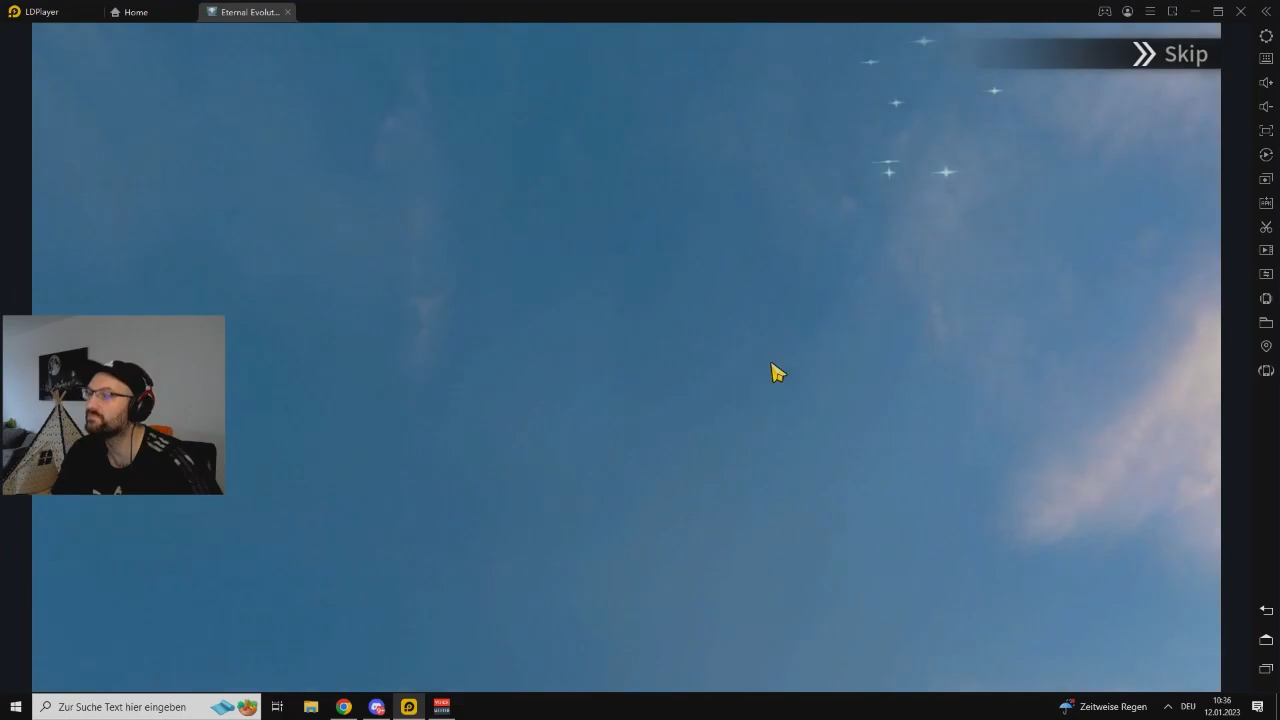 LDPlayer
Home
Eternal Evolut...
Skip
Zur Suche Text hier eingeben
Zeitweise Regen
DEU
10:36
12.01.2023